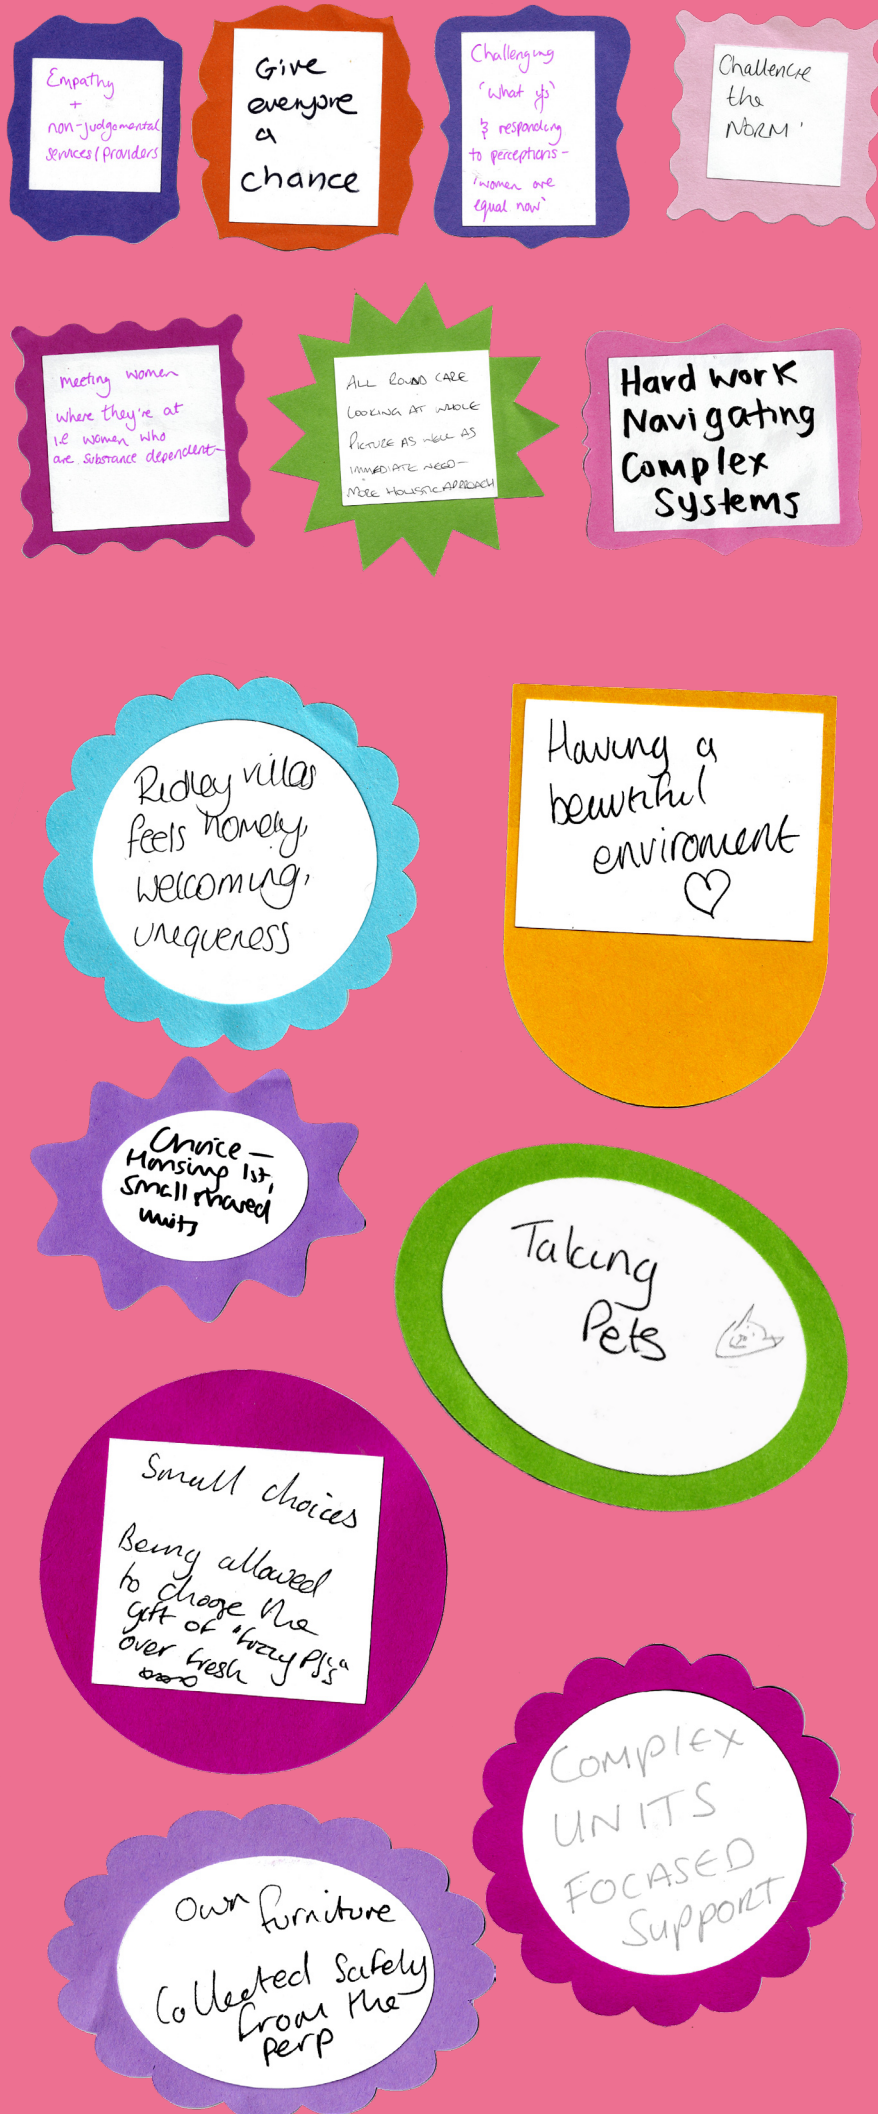 Empathy
+
non-judgemental
services/providers
Give
everyone
a
chance
Challenging
'what ifs'
& responding
to perceptions -
'women are
equal now'
Challenge
the
NORM'
Meeting women
where they're at
i.e women who
are substance dependent
ALL ROUND CARE
LOOKING AT WHOLE
PICTURE AS WELL AS
IMMEDIATE NEED -
MORE HOLISTIC APPROACH
Hard work
Navigating
Complex
Systems
Ridley villas
feels homely,
welcoming,
uniqueness
Having a
beautiful
enviroment
Choice -
Housing 1st,
small shared
units
Taking
Pets
Small choices
Being allowed
to choose the
gift of "fuzzy PJs"
over fresh
COMPLEX
UNITS
FOCASED
SUPPORT
Own furniture
Collected Safely
from the
perp